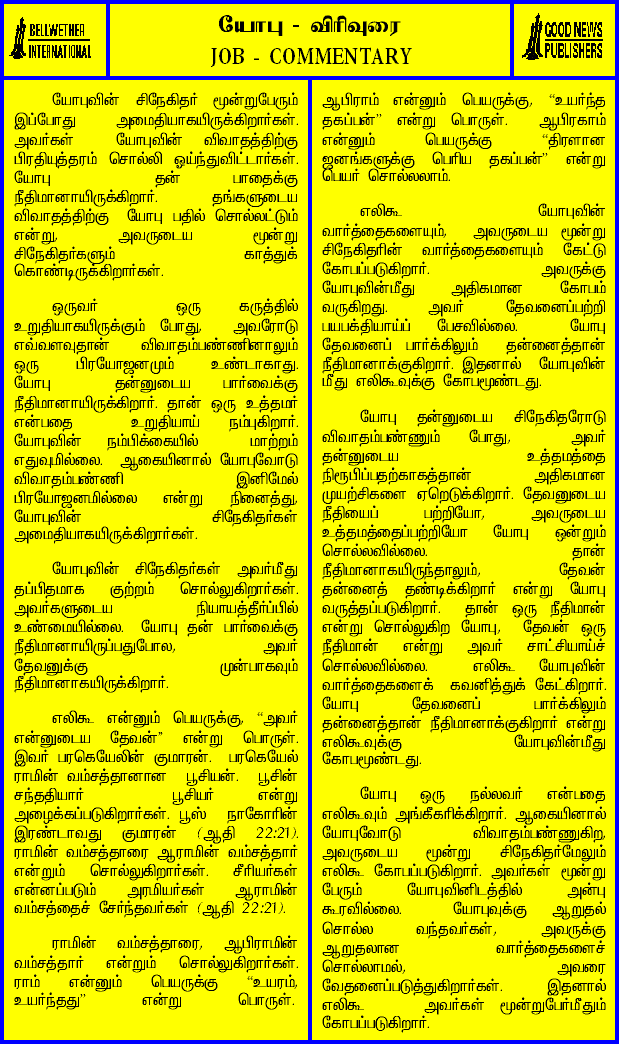 BELLWETHER
INTERNATIONAL
யோபு - விரிவுரை
JOB - COMMENTARY
GOOD NEWS
PUBLISHERS
யோபுவின் சிநேகிதர் மூன்றுபேரும்
இப்போது அமைதியாகயிருக்கிறார்கள்.
அவர்கள் யோபுவின் விவாதத்திற்கு
பிரதியுத்தரம் சொல்லி ஒய்ந்துவிட்டார்கள்.
யோபு தன் பாதைக்கு
நீதிமானாயிருக்கிறார். தங்களுடைய
விவாதத்திற்கு யோபு பதில் சொல்லட்டும்
என்று, அவருடைய மூன்று
சிநேகிதர்களும் காத்துக்
கொண்டிருக்கிறார்கள்.
ஒருவர் ஒரு கருத்தில்
உறுதியாகயிருக்கும் போது, அவரோடு
எவ்வளவுதான் விவாதம்பண்ணினாலும்
ஒரு பிரயோஜனமும் உண்டாகாது.
யோபு தன்னுடைய பார்வைக்கு
நீதிமானாயிருக்கிறார். தான் ஒரு உத்தமர்
என்பதை உறுதியாய் நம்புகிறார்.
யோபுவின் நம்பிக்கையில் மாற்றம்
எதுவுமில்லை. ஆகையினால் யோபுவோடு
விவாதம்பண்ணி இனிமேல்
பிரயோஜனமில்லை என்று நினைத்து,
யோபுவின் சிநேகிதர்கள்
அமைதியாகயிருக்கிறார்கள்.
யோபுவின் சிநேகிதர்கள் அவர்மீது
தப்பிதமாக குற்றம் சொல்லுகிறார்கள்.
அவர்களுடைய நியாயத்தீர்ப்பில்
உண்மையில்லை. யோபு தன் பார்வைக்கு
நீதிமானாயிருப்பதுபோல, அவர்
தேவனுக்கு முன்பாகவும்
நீதிமானாகயிருக்கிறார்.
எலிகூ என்னும் பெயருக்கு, “அவர்
என்னுடைய தேவன்” என்று பொருள்.
இவர் பரகெயேலின் குமாரன். பரகெயேல்
ராமின் வம்சத்தானான பூசியன். பூசின்
சந்ததியார் பூசியர் என்று
அழைக்கப்படுகிறார்கள். பூஸ் நாகோரின்
இரண்டாவது குமாரன் (ஆதி 22:21).
ராமின் வம்சத்தாரை ஆராமின் வம்சத்தார்
என்றும் சொல்லுகிறார்கள். சீரியர்கள்
என்னப்படும் அரமியர்கள் ஆராமின்
வம்சத்தைச் சேர்ந்தவர்கள் (ஆதி 22:21).
ராமின் வம்சத்தாரை, ஆபிராமின்
வம்சத்தார் என்றும் சொல்லுகிறார்கள்.
ராம் என்னும் பெயருக்கு “உயரம்,
உயர்ந்தது” என்று பொருள்.
ஆபிராம் என்னும் பெயருக்கு, “உயர்ந்த
தகப்பன்” என்று பொருள். ஆபிரகாம்
என்னும் பெயருக்கு “திரளான
ஜனங்களுக்கு பெரிய தகப்பன்” என்று
பெயர் சொல்லலாம்.
எலிகூ யோபுவின்
வார்த்தைகளையும், அவருடைய மூன்று
சிநேகிதரின் வார்த்தைகளையும் கேட்டு
கோபப்படுகிறார். அவருக்கு
யோபுவின்மீது அதிகமான கோபம்
வருகிறது. அவர் தேவனைப்பற்றி
பயபக்தியாய்ப் பேசவில்லை. யோபு
தேவனைப் பார்க்கிலும் தன்னைத்தான்
நீதிமானாக்குகிறார். இதனால் யோபுவின்
மீது எலிகூவுக்கு கோபமூண்டது.
யோபு தன்னுடைய சிநேகிதரோடு
விவாதம்பண்ணும் போது, அவர்
தன்னுடைய உத்தமத்தை
நிரூபிப்பதற்காகத்தான் அதிகமான
முயற்சிகளை ஏறெடுக்கிறார். தேவனுடைய
நீதியைப் பற்றியோ, அவருடைய
உத்தமத்தைப்பற்றியோ யோபு ஒன்றும்
சொல்லவில்லை. தான்
நீதிமானாகயிருந்தாலும், தேவன்
தன்னைத் தண்டிக்கிறார் என்று யோபு
வருத்தப்படுகிறார். தான் ஒரு நீதிமான்
என்று சொல்லுகிற யோபு, தேவன் ஒரு
நீதிமான் என்று அவர் சாட்சியாய்ச்
சொல்லவில்லை. எலிகூ யோபுவின்
வார்த்தைகளைக் கவனித்துக் கேட்கிறார்.
யோபு தேவனைப் பார்க்கிலும்
தன்னைத்தான் நீதிமானாக்குகிறார் என்று
எலிகூவுக்கு யோபுவின்மீது
கோபமூண்டது.
யோபு ஒரு நல்லவர் என்பதை
எலிகூவும் அங்கீகரிக்கிறார். ஆகையினால்
யோபுவோடு விவாதம்பண்ணுகிற,
அவருடைய மூன்று சிநேகிதர்மேலும்
எலிகூ கோபப்படுகிறார். அவர்கள் மூன்று
பேரும் யோபுவினிடத்தில் அன்பு
கூரவில்லை. யோபுவுக்கு ஆறுதல்
சொல்ல வந்தவர்கள், அவருக்கு
ஆறுதலான வார்த்தைகளைச்
சொல்லாமல், அவரை
வேதனைப்படுத்துகிறார்கள். இதனால்
எலிகூ அவர்கள் மூன்றுபேர்மீதும்
கோபப்படுகிறார்.